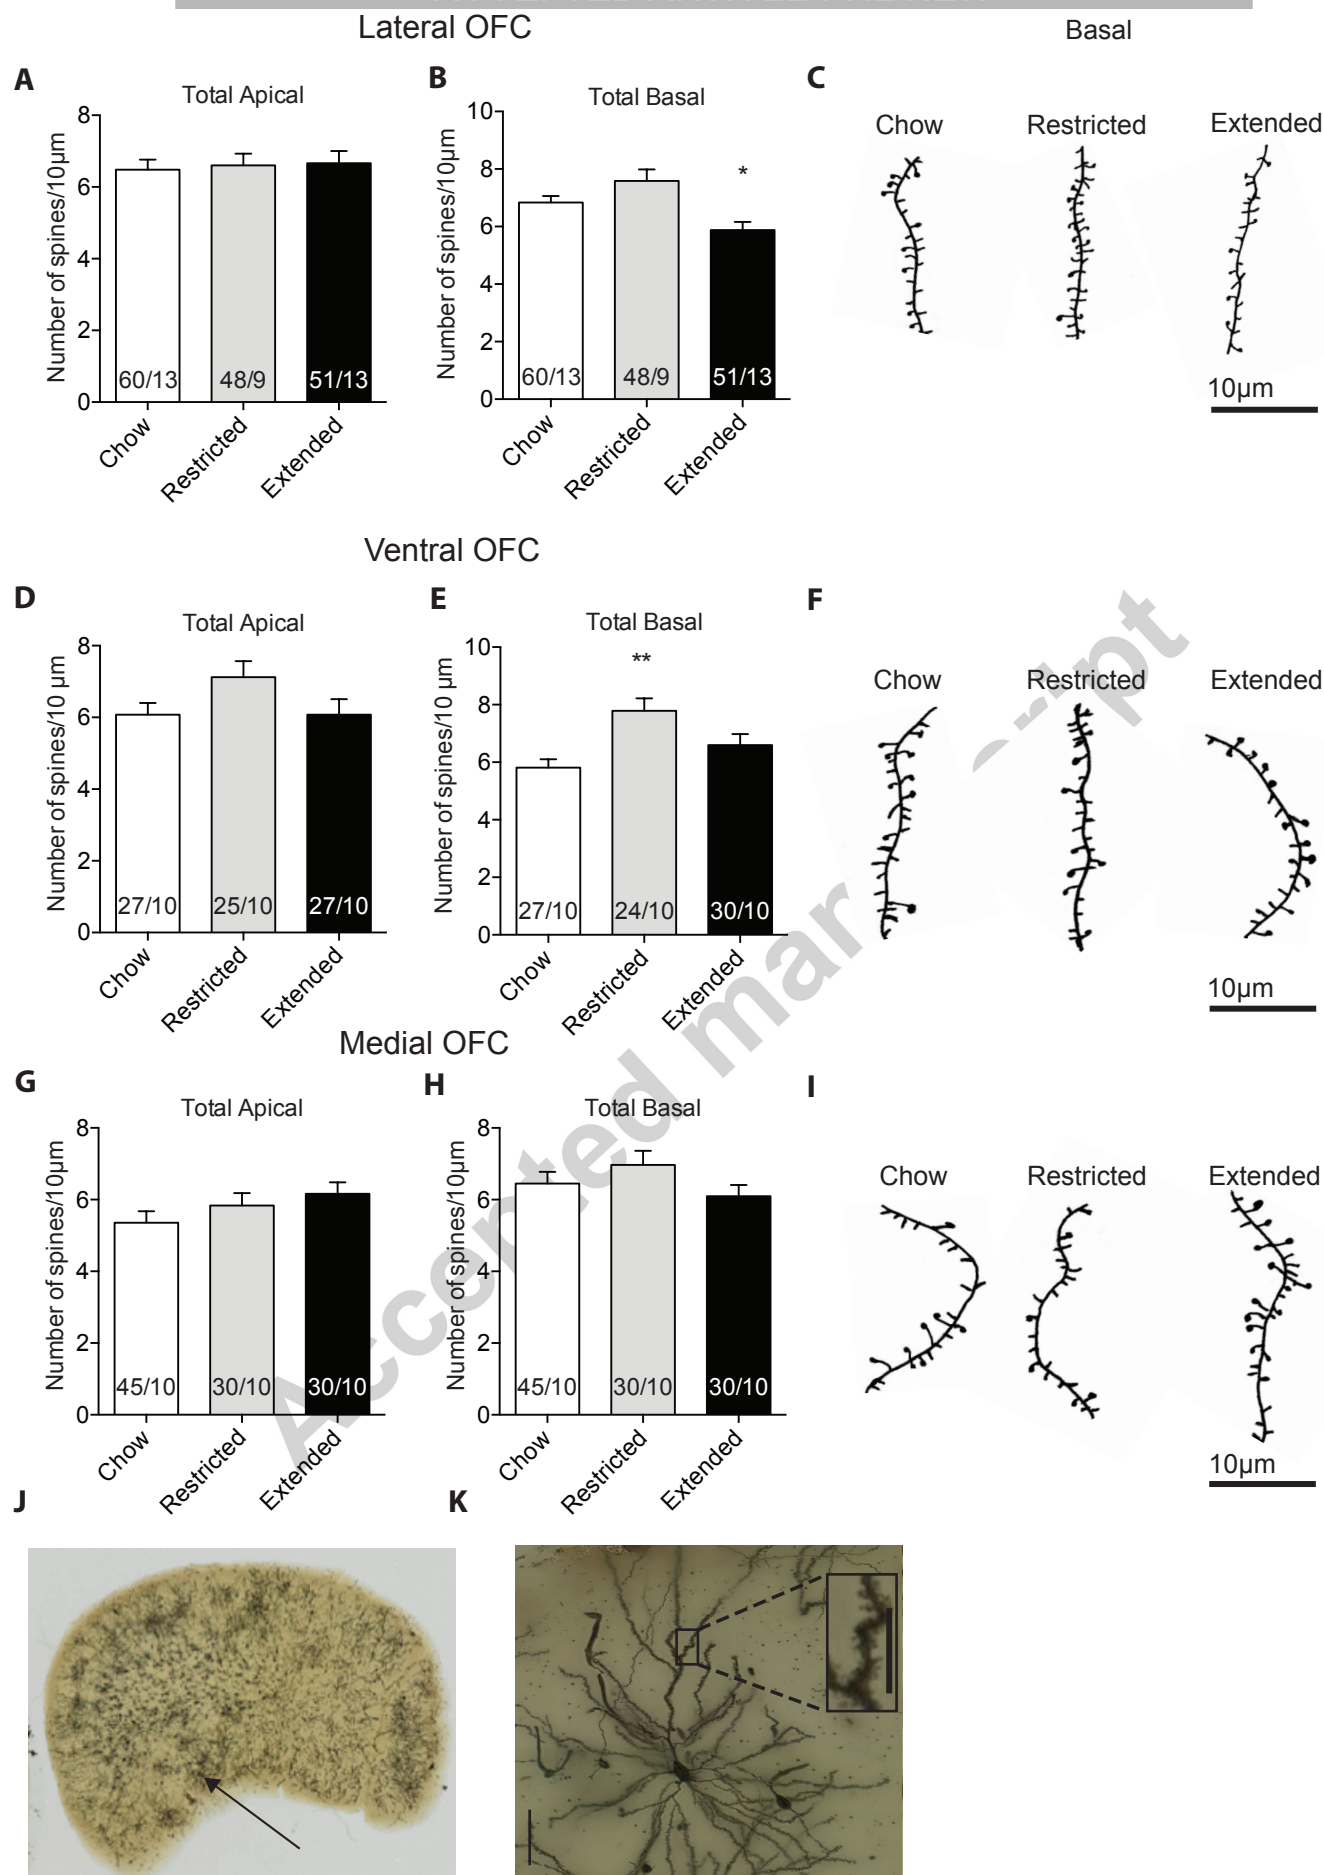 Lateral OFC
Basal
A
Total Apical
Number of spines/10µm
8
6
4
2
0
60/13
48/9
51/13
Chow
Restricted
Extended
B
Total Basal
Number of spines/10µm
10
8
6
4
2
0
*
60/13
48/9
51/13
Chow
Restricted
Extended
C
Chow
Restricted
Extended
10µm
Ventral OFC
D
Total Apical
Number of spines/10 µm
8
6
4
2
0
27/10
25/10
27/10
Chow
Restricted
Extended
E
Total Basal
Number of spines/10 µm
10
8
6
4
2
0
**
27/10
24/10
30/10
Chow
Restricted
Extended
F
Chow
Restricted
Extended
10µm
Medial OFC
G
Total Apical
Number of spines/10µm
8
6
4
2
0
45/10
30/10
30/10
Chow
Restricted
Extended
H
Total Basal
Number of spines/10µm
8
6
4
2
0
45/10
30/10
30/10
Chow
Restricted
Extended
I
Chow
Restricted
Extended
10µm
J
K
Accepted